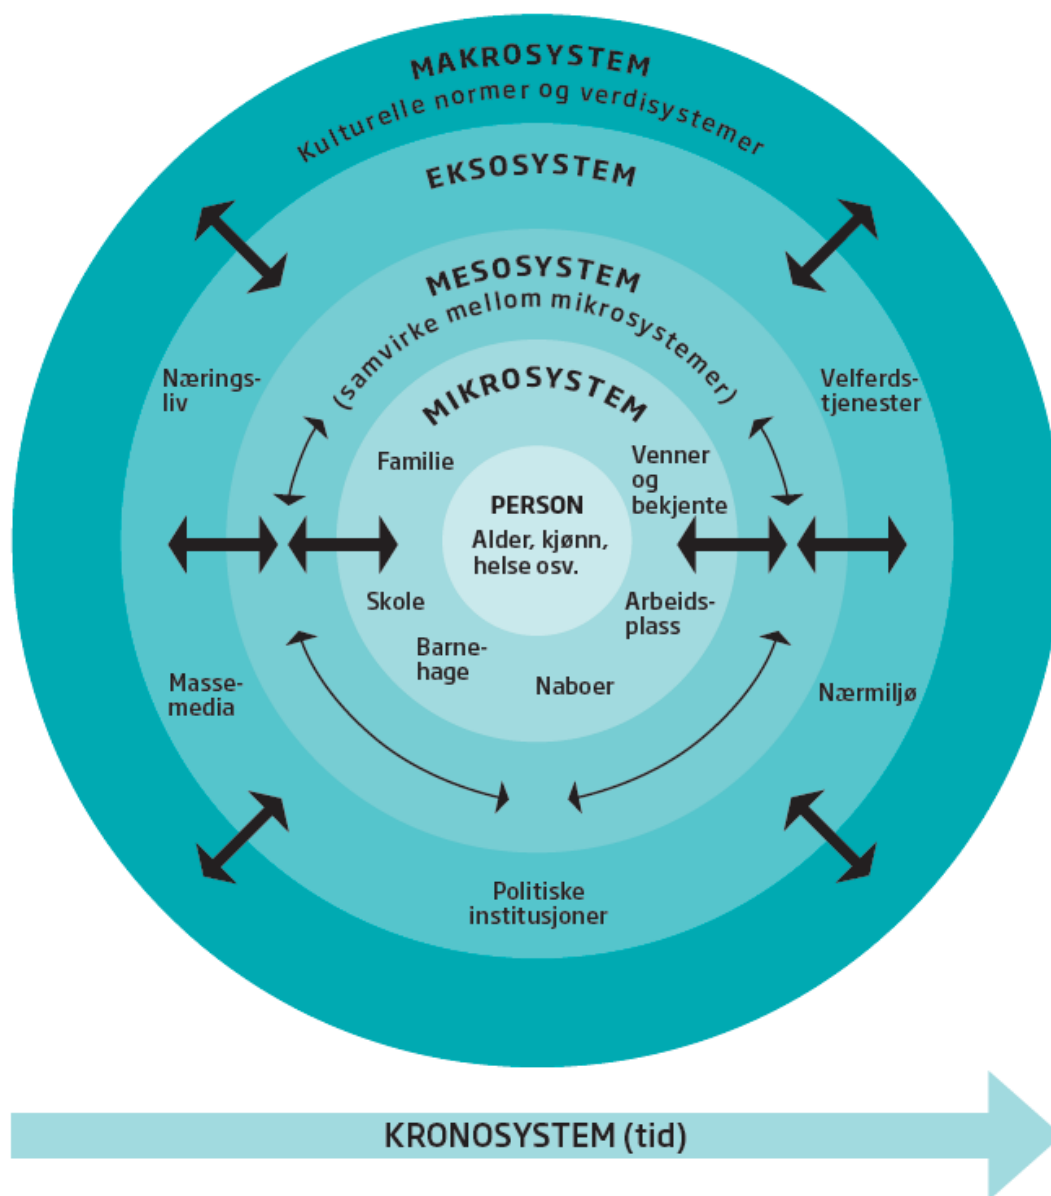 MAKROSYSTEM
Kulturelle normer og verdisystemer
EKSOSYSTEM
MESOSYSTEM
(samvirke mellom mikrosystemer)
MIKROSYSTEM
Nærings-
liv
Velferds-
tjenester
Familie
Venner
og
bekjente
PERSON
Alder, kjønn,
helse osv.
Skole
Arbeids-
plass
Barne-
hage
Naboer
Masse-
media
Nærmiljø
Politiske
institusjoner
KRONOSYSTEM (tid)